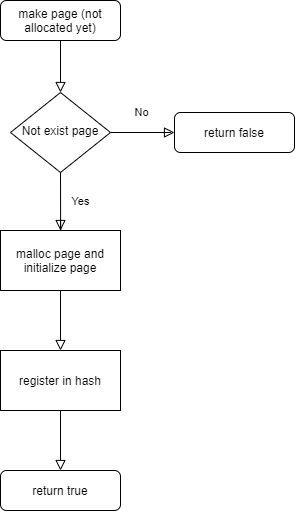 make page (not
allocated yet)
Not exist page
No
return false
Yes
malloc page and
initialize page
register in hash
return true